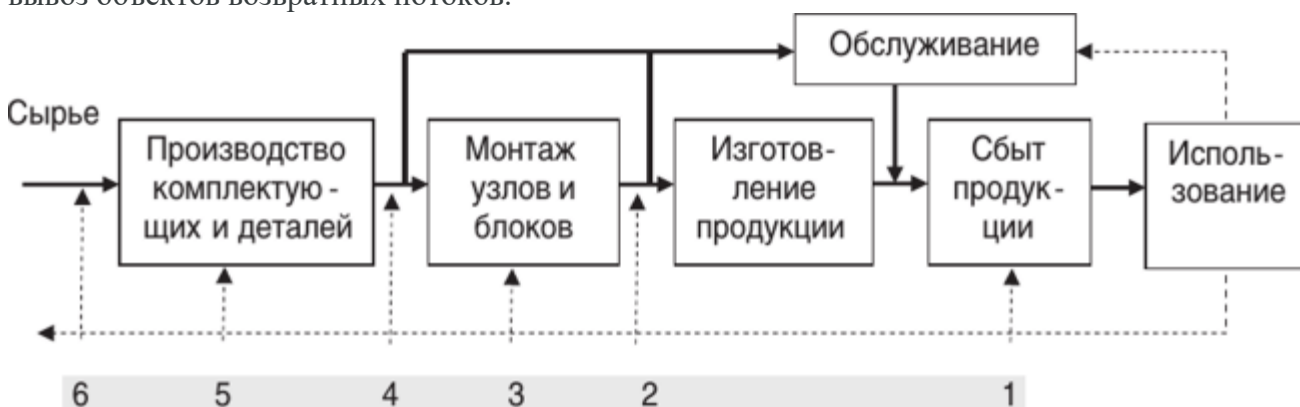 вывоз объектов возвратных потоков.
Обслуживание
Сырье
Производство
комплектую -
щих и деталей
Монтаж
узлов и
блоков
Изготов-
ление
продукции
Сбыт
продук-
ции
Исполь-
зование
6 5 4 3 2 1